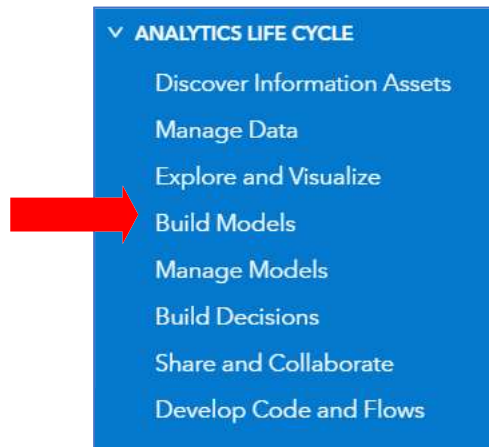 ANALYTICS LIFE CYCLE
Discover Information Assets
Manage Data
Explore and Visualize
Build Models
Manage Models
Build Decisions
Share and Collaborate
Develop Code and Flows